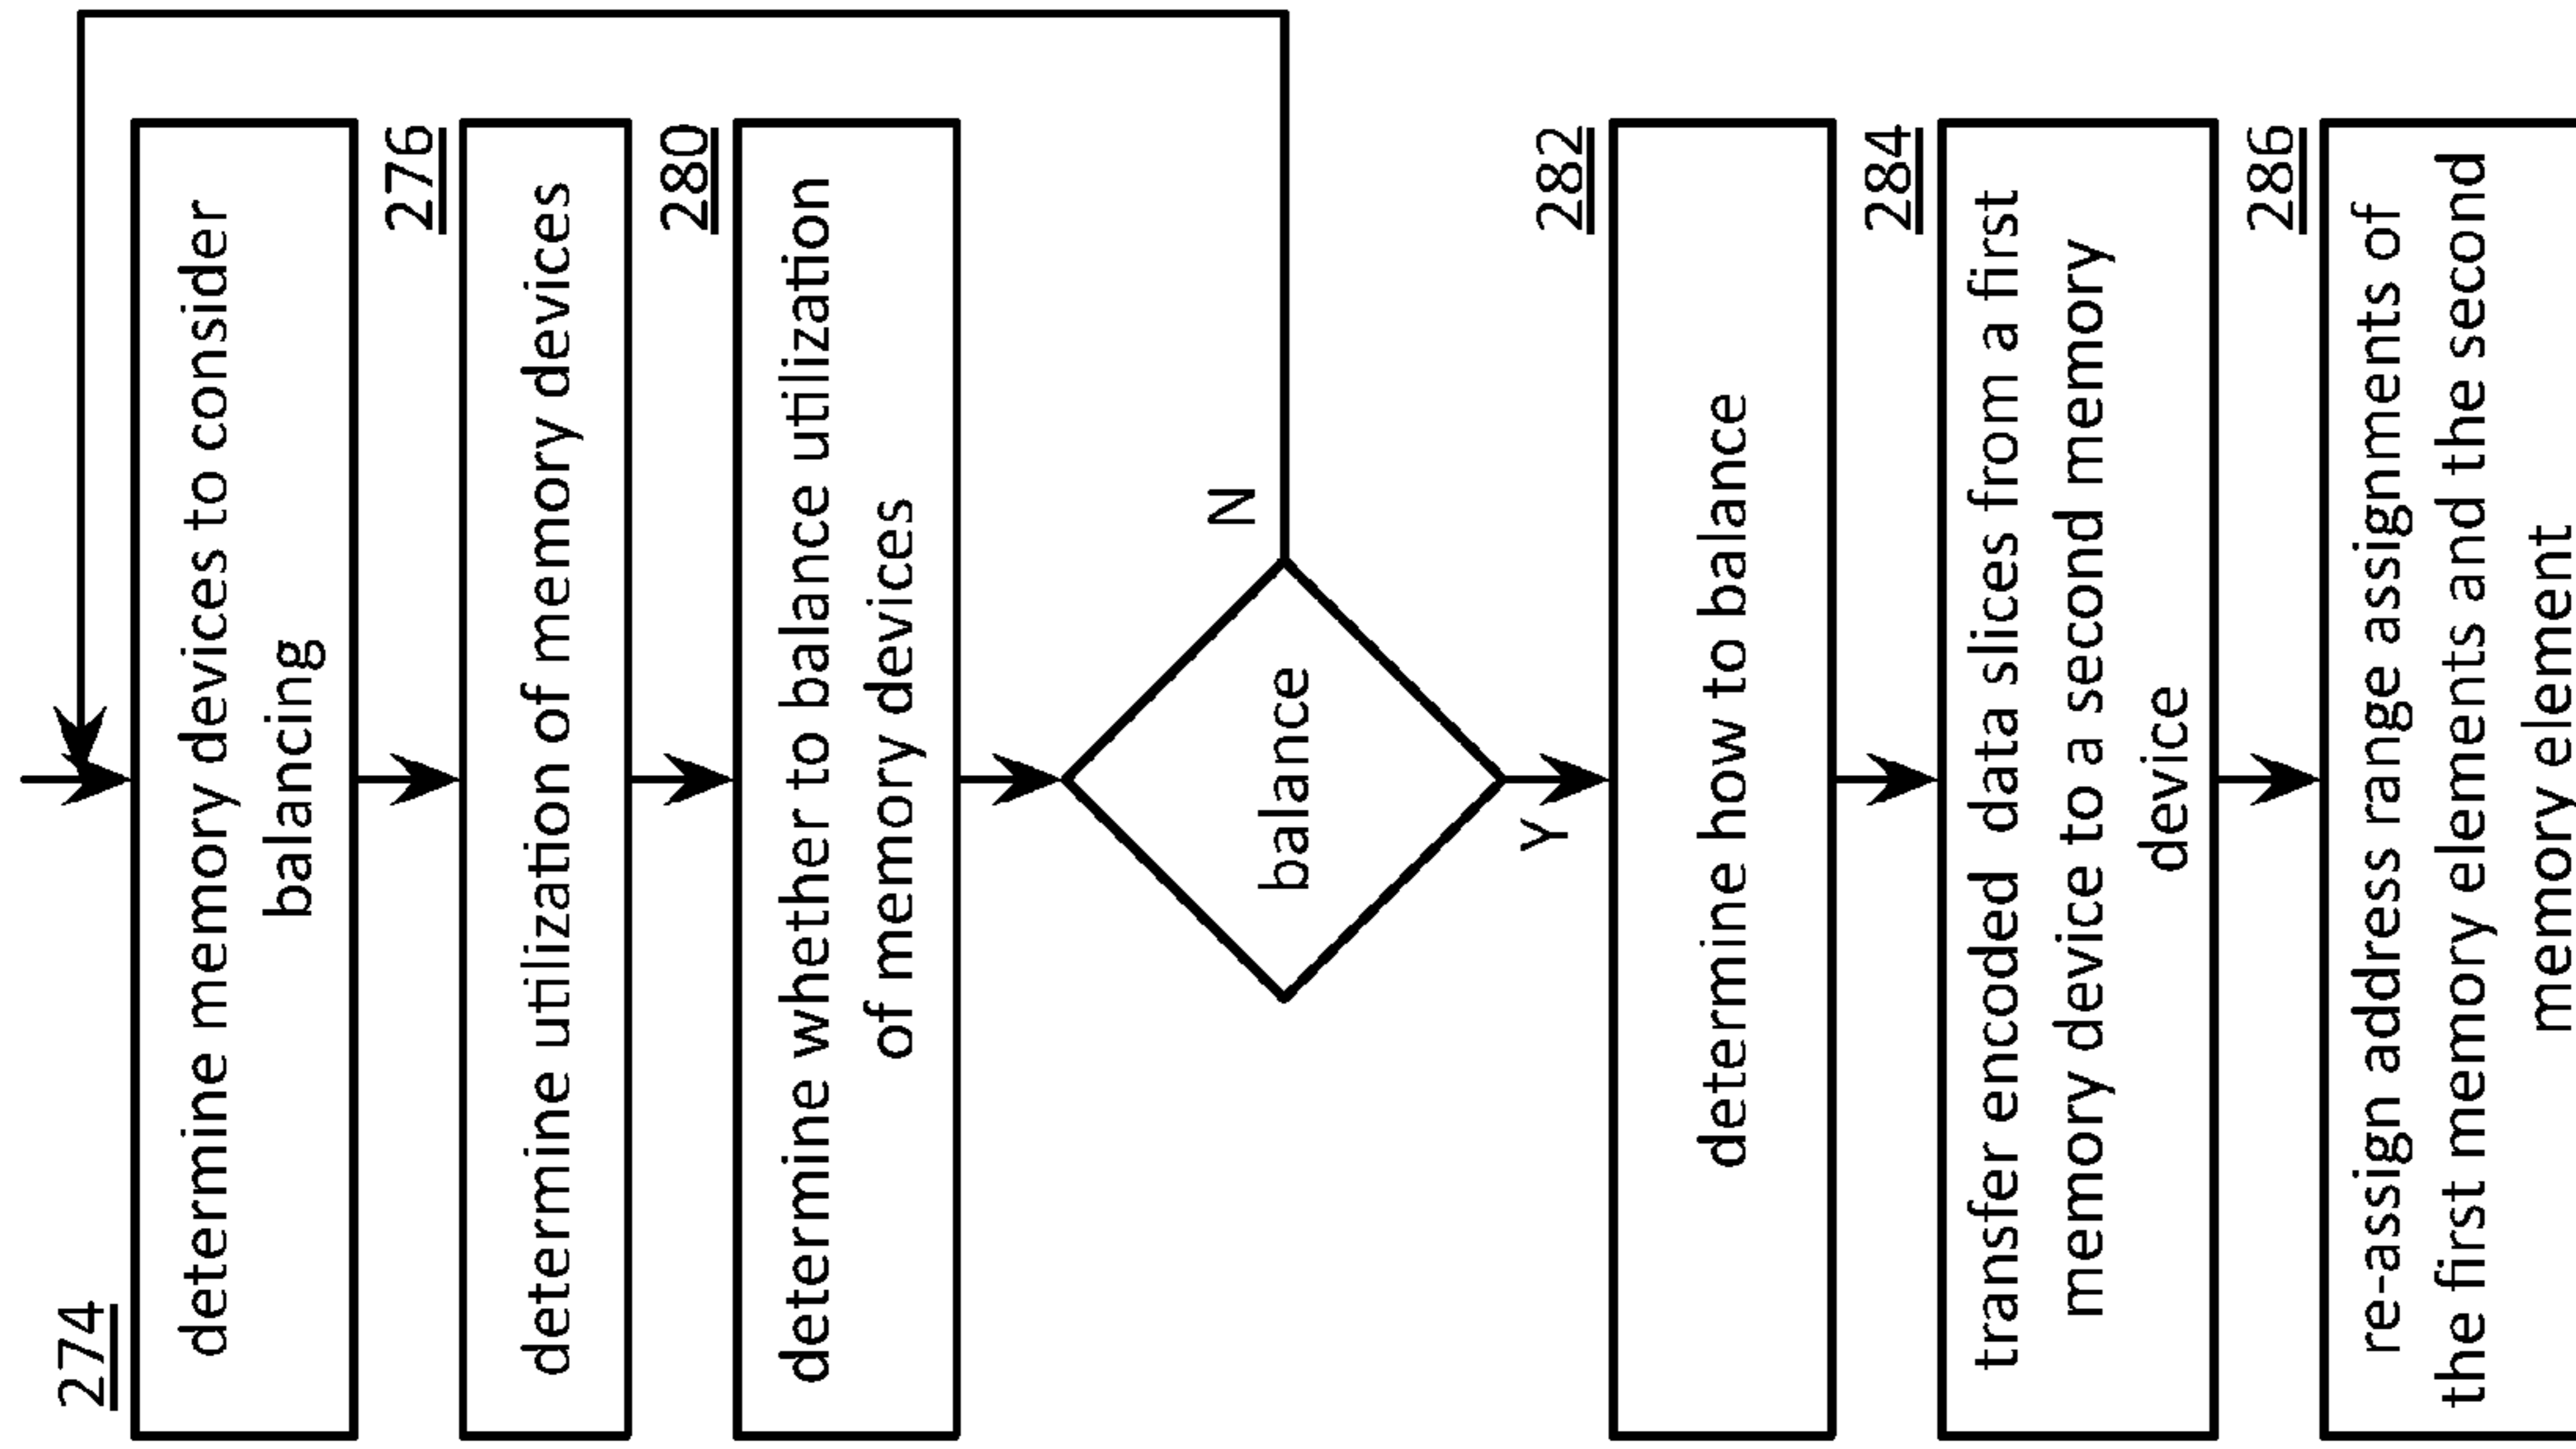 274
determine memory devices to consider
balancing
276
determine utilization of memory devices
280
determine whether to balance utilization
of memory devices
balance
N
Y
282
determine how to balance
284
transfer encoded data slices from a first
memory device to a second memory
device
286
re-assign address range assignments of
the first memory elements and the second
memory element